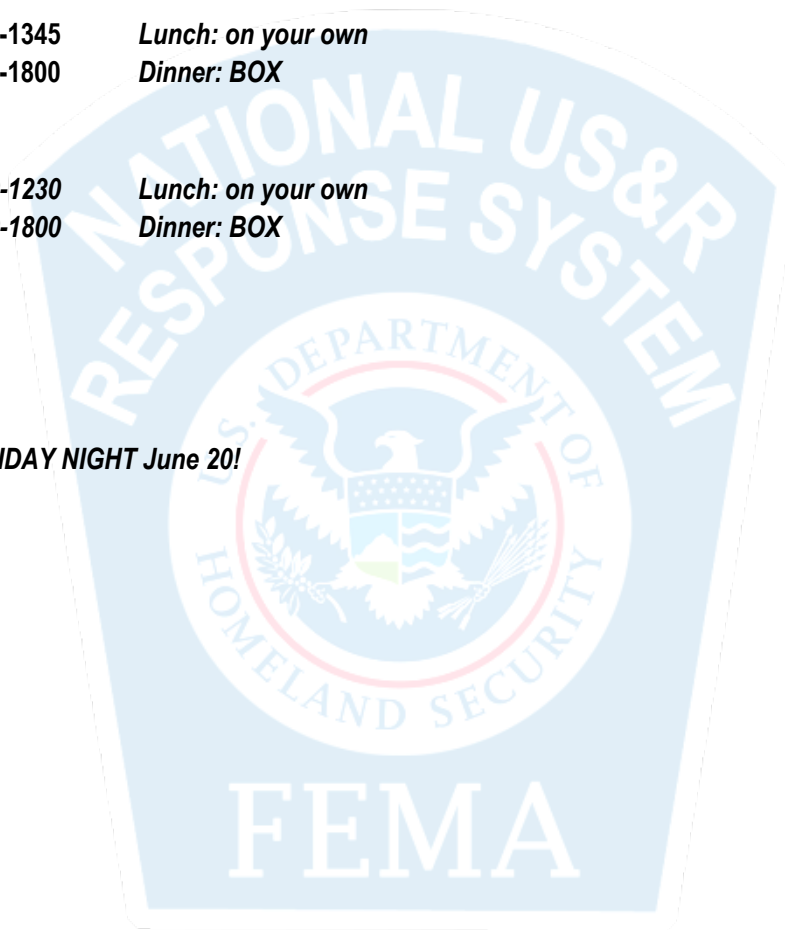 -1345 Lunch: on your own
-1800 Dinner: BOX
-1230 Lunch: on your own
-1800 Dinner: BOX
IDAY NIGHT June 20!
NATIONAL US&R
RESPONSE SYSTEM
U.S. DEPARTMENT OF
HOMELAND SECURITY
FEMA